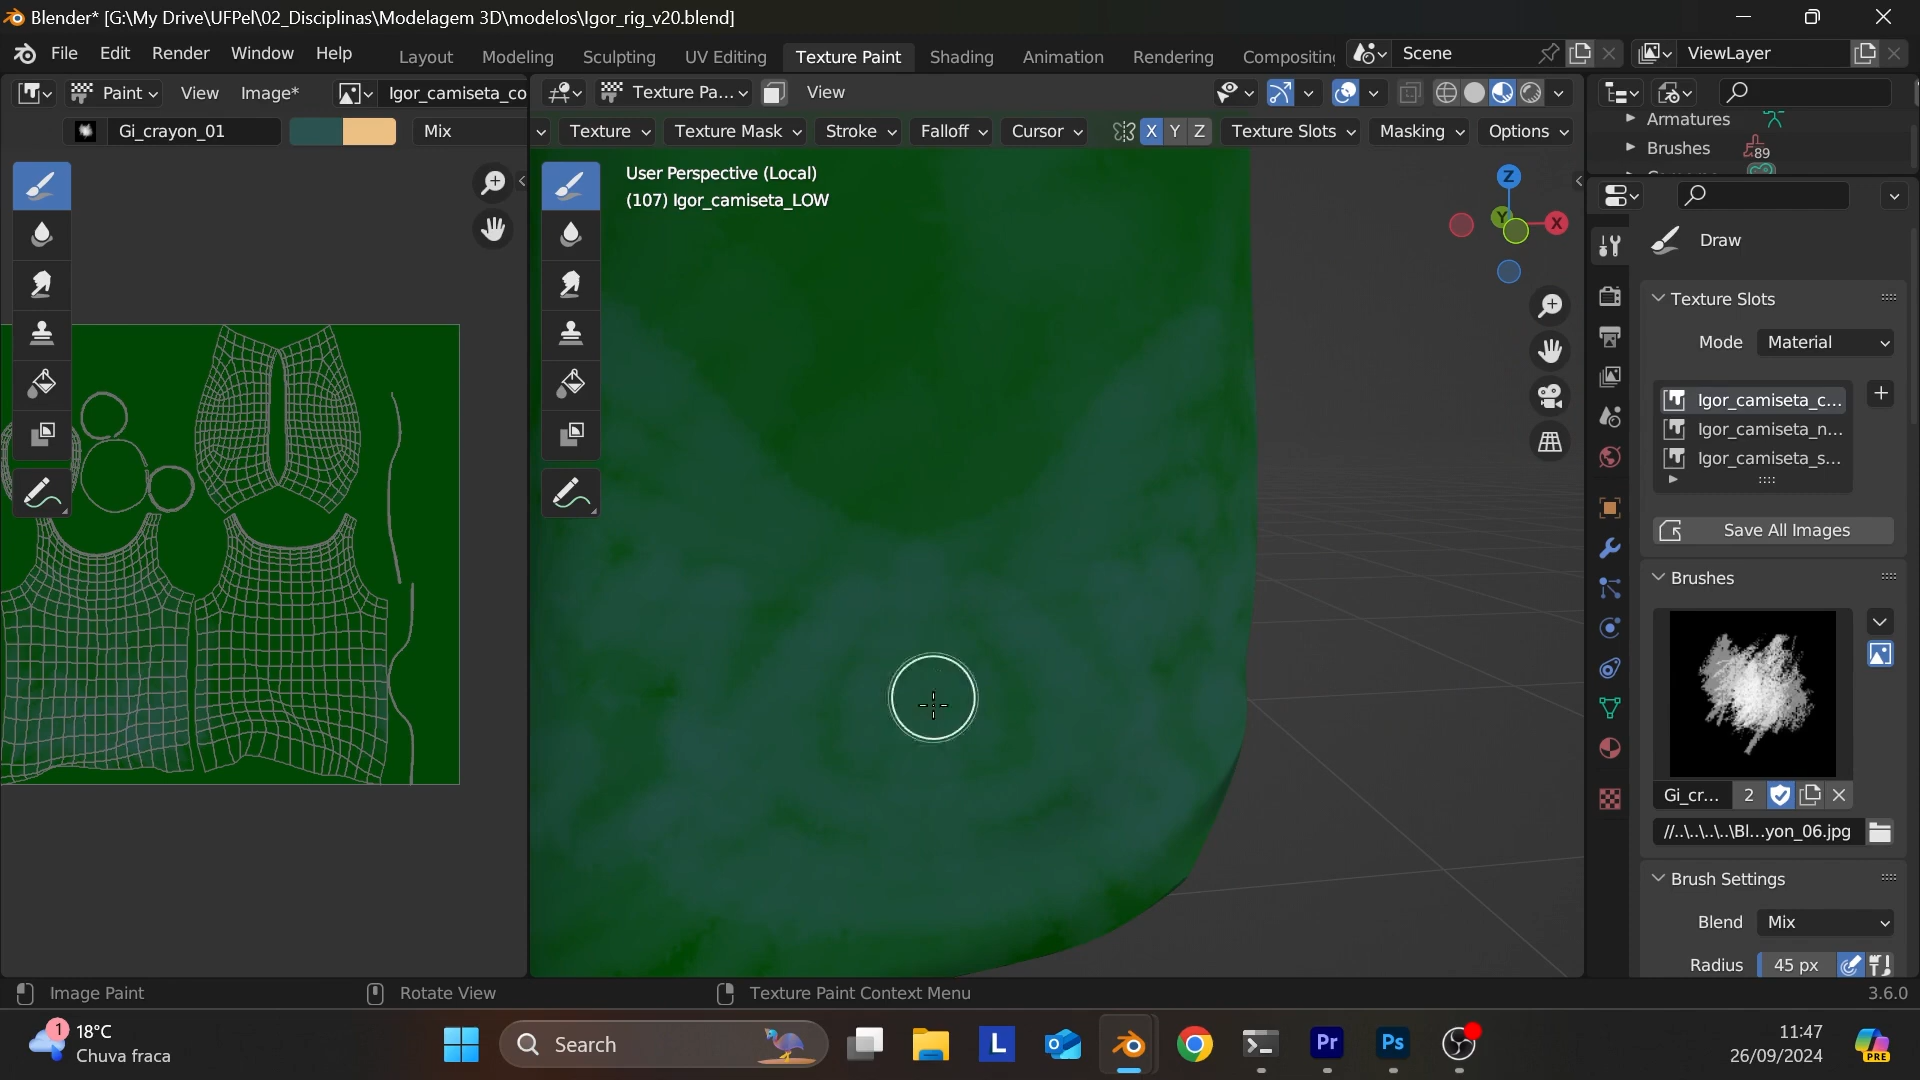 Blender* [G:\My Drive\UFPel\02_Disciplinas\Modelagem 3D\modelos\Igor_rig_v20.blend]
File Edit Render Window Help Layout Modeling Sculpting UV Editing Texture Paint Shading Animation Rendering Compositing Scene ViewLayer
Paint View Image* Igor_camiseta_co Texture Pa... View
Gi_crayon_01 Mix Texture Texture Mask Stroke Falloff Cursor X Y Z Texture Slots Masking Options
Armatures
Brushes 89
User Perspective (Local)
(107) Igor_camiseta_LOW
Z
Y
X
Draw
Texture Slots
Mode Material
Igor_camiseta_c...
Igor_camiseta_n...
Igor_camiseta_s...
Save All Images
Brushes
Gi_cr... 2
//..\..\..\..\Bl...yon_06.jpg
Brush Settings
Blend Mix
Radius 45 px
Image Paint Rotate View Texture Paint Context Menu 3.6.0
1 18°C
Chuva fraca
Search
L
Pr
Ps
11:47
26/09/2024
PRE